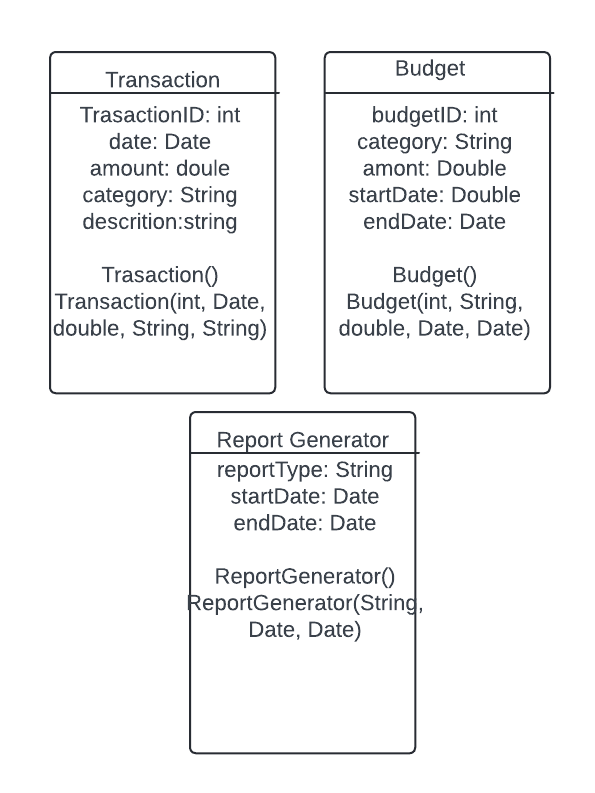 Transaction
TrasactionID: int
date: Date
amount: doule
category: String
descrition:string
Trasaction()
Transaction(int, Date,
double, String, String)
Budget
budgetID: int
category: String
amont: Double
startDate: Double
endDate: Date
Budget()
Budget(int, String,
double, Date, Date)
Report Generator
reportType: String
startDate: Date
endDate: Date
ReportGenerator()
ReportGenerator(String,
Date, Date)